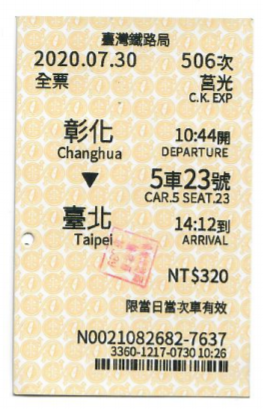 臺灣鐵路局
2020.07.30 506次
全票 莒光
C.K. EXP
彰化 10:44開
Changhua DEPARTURE
▼ 5車23號
CAR.5 SEAT.23
臺北 14:12到
Taipei ARRIVAL
NT$320
限當日當次車有效
N0021082682-7637
3360-1217-0730 10:26